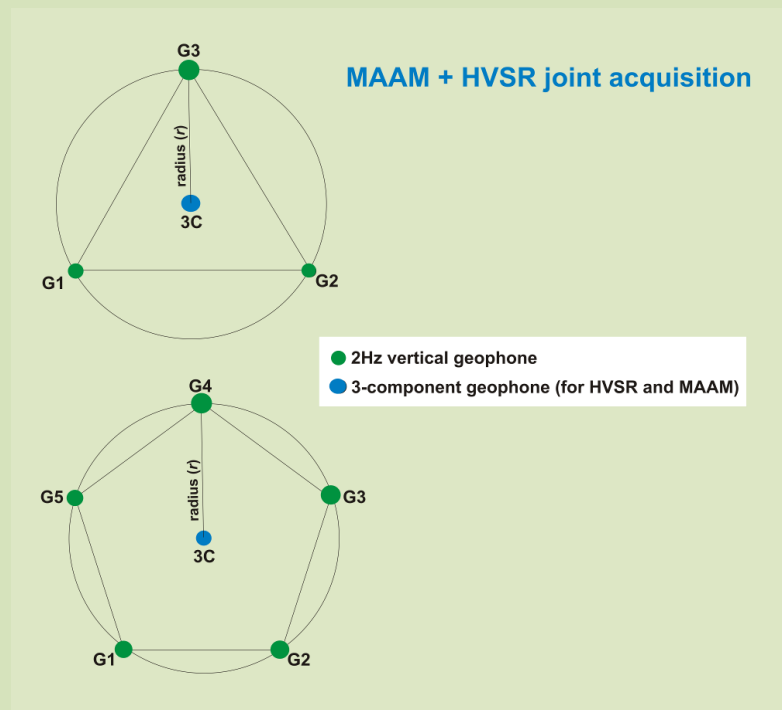 G3
MAAM + HVSR joint acquisition
radius (r)
3C
G1
G2
2Hz vertical geophone
3-component geophone (for HVSR and MAAM)
G4
radius (r)
G5
G3
3C
G1
G2